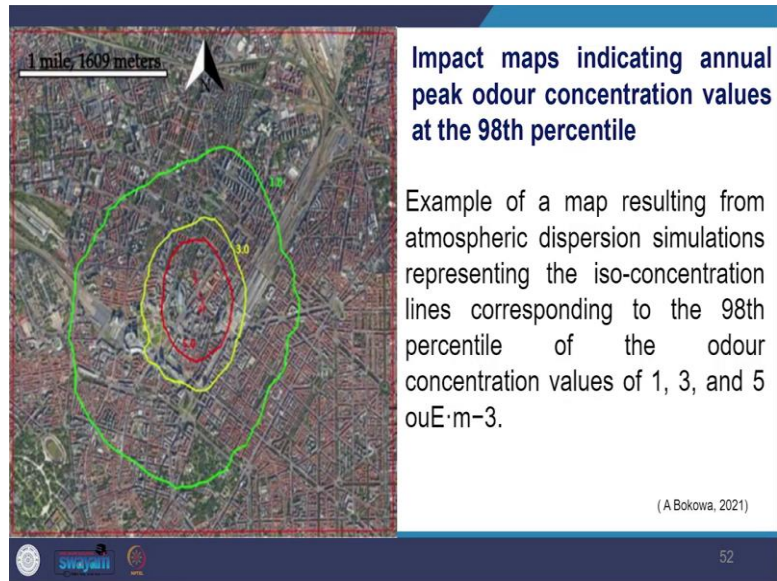 1 mile, 1609 meters
N
1.0
3.0
5.0
Impact maps indicating annual
peak odour concentration values
at the 98th percentile
Example of a map resulting from
atmospheric dispersion simulations
representing the iso-concentration
lines corresponding to the 98th
percentile of the odour
concentration values of 1, 3, and 5
ouE·m−3.
( A Bokowa, 2021)
swayam
52